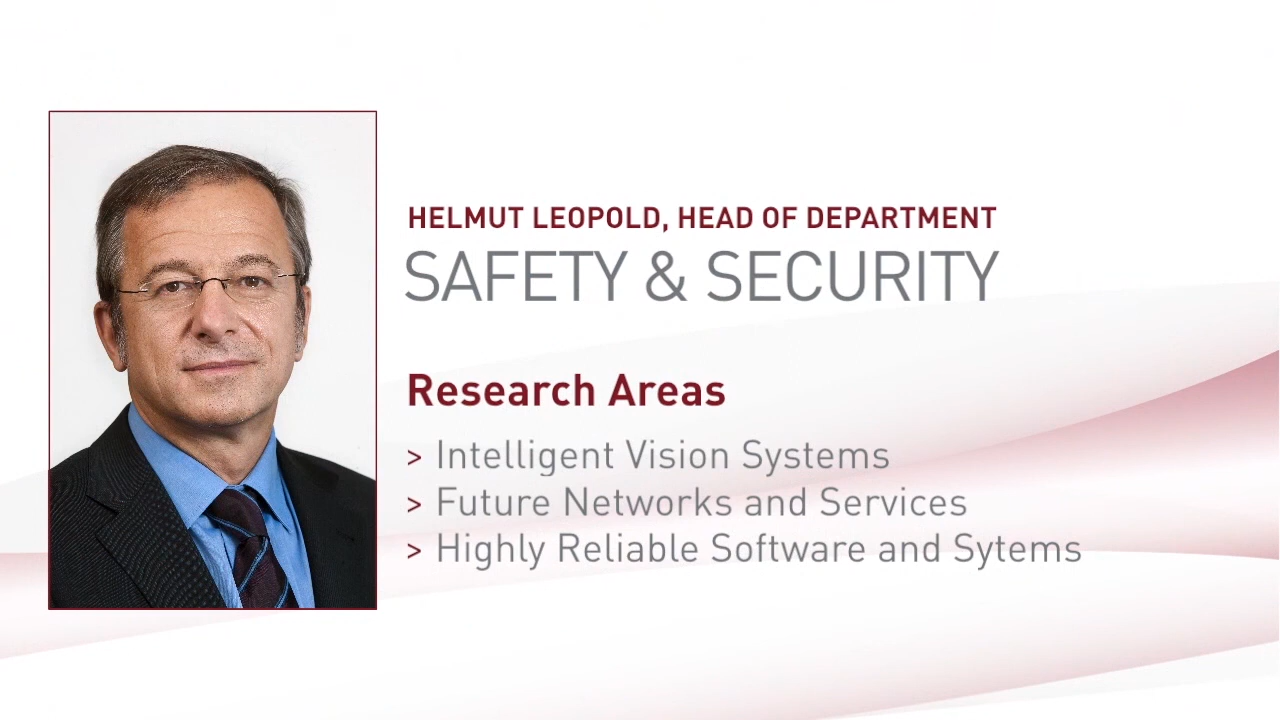 HELMUT LEOPOLD, HEAD OF DEPARTMENT
SAFETY & SECURITY
Research Areas
> Intelligent Vision Systems
> Future Networks and Services
> Highly Reliable Software and Sytems